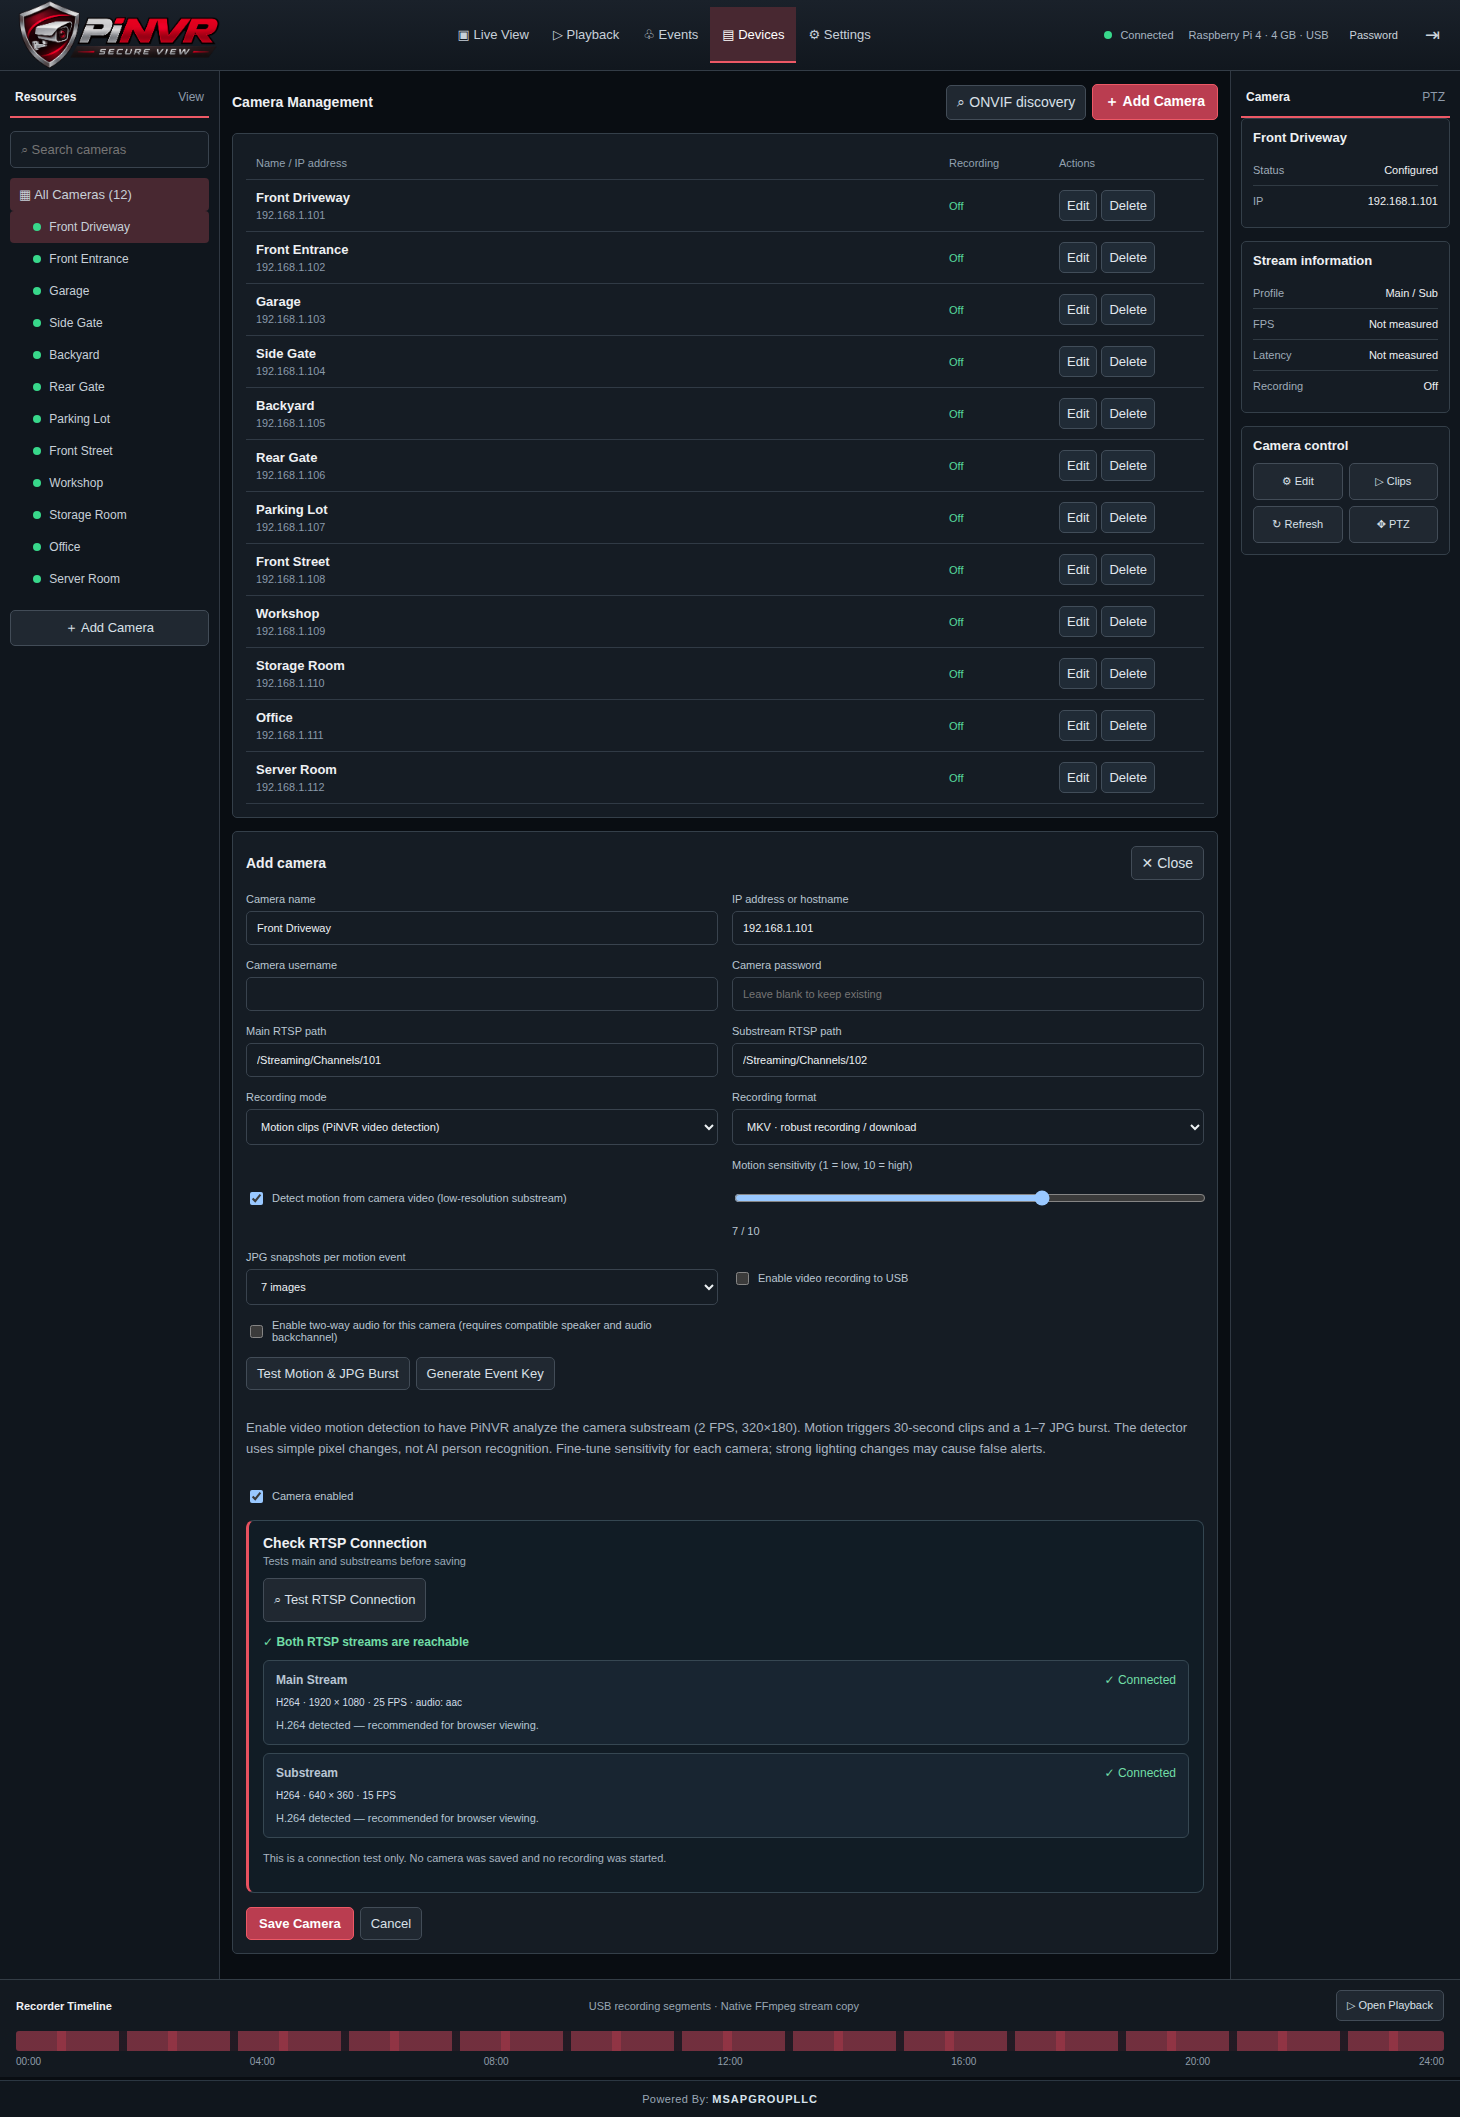 PiNVR
SECURE VIEW
▣ Live View
▷ Playback
♧ Events
▤ Devices
⚙ Settings
Connected
Raspberry Pi 4 · 4 GB · USB
Password
⇥
Resources
View
⌕ Search cameras
▦ All Cameras (12)
Front Driveway
Front Entrance
Garage
Side Gate
Backyard
Rear Gate
Parking Lot
Front Street
Workshop
Storage Room
Office
Server Room
+ Add Camera
Camera Management
⌕ ONVIF discovery
+ Add Camera
Name / IP address
Recording
Actions
Front Driveway
192.168.1.101
Off
Edit
Delete
Front Entrance
192.168.1.102
Off
Edit
Delete
Garage
192.168.1.103
Off
Edit
Delete
Side Gate
192.168.1.104
Off
Edit
Delete
Backyard
192.168.1.105
Off
Edit
Delete
Rear Gate
192.168.1.106
Off
Edit
Delete
Parking Lot
192.168.1.107
Off
Edit
Delete
Front Street
192.168.1.108
Off
Edit
Delete
Workshop
192.168.1.109
Off
Edit
Delete
Storage Room
192.168.1.110
Off
Edit
Delete
Office
192.168.1.111
Off
Edit
Delete
Server Room
192.168.1.112
Off
Edit
Delete
Add camera
✕ Close
Camera name
IP address or hostname
Front Driveway
192.168.1.101
Camera username
Camera password
Leave blank to keep existing
Main RTSP path
Substream RTSP path
/Streaming/Channels/101
/Streaming/Channels/102
Recording mode
Recording format
Motion clips (PiNVR video detection)
MKV · robust recording / download
Motion sensitivity (1 = low, 10 = high)
Detect motion from camera video (low-resolution substream)
7 / 10
JPG snapshots per motion event
7 images
Enable video recording to USB
Enable two-way audio for this camera (requires compatible speaker and audio
backchannel)
Test Motion & JPG Burst
Generate Event Key
Enable video motion detection to have PiNVR analyze the camera substream (2 FPS, 320×180). Motion triggers 30-second clips and a 1–7 JPG burst. The detector
uses simple pixel changes, not AI person recognition. Fine-tune sensitivity for each camera; strong lighting changes may cause false alerts.
Camera enabled
Check RTSP Connection
Tests main and substreams before saving
⌕ Test RTSP Connection
✓ Both RTSP streams are reachable
Main Stream
✓ Connected
H264 · 1920 × 1080 · 25 FPS · audio: aac
H.264 detected — recommended for browser viewing.
Substream
✓ Connected
H264 · 640 × 360 · 15 FPS
H.264 detected — recommended for browser viewing.
This is a connection test only. No camera was saved and no recording was started.
Save Camera
Cancel
Camera
PTZ
Front Driveway
Status
Configured
IP
192.168.1.101
Stream information
Profile
Main / Sub
FPS
Not measured
Latency
Not measured
Recording
Off
Camera control
⚙ Edit
▷ Clips
↻ Refresh
✥ PTZ
Recorder Timeline
USB recording segments · Native FFmpeg stream copy
▷ Open Playback
00:00
04:00
08:00
12:00
16:00
20:00
24:00
Powered By: MSAPGROUPLLC